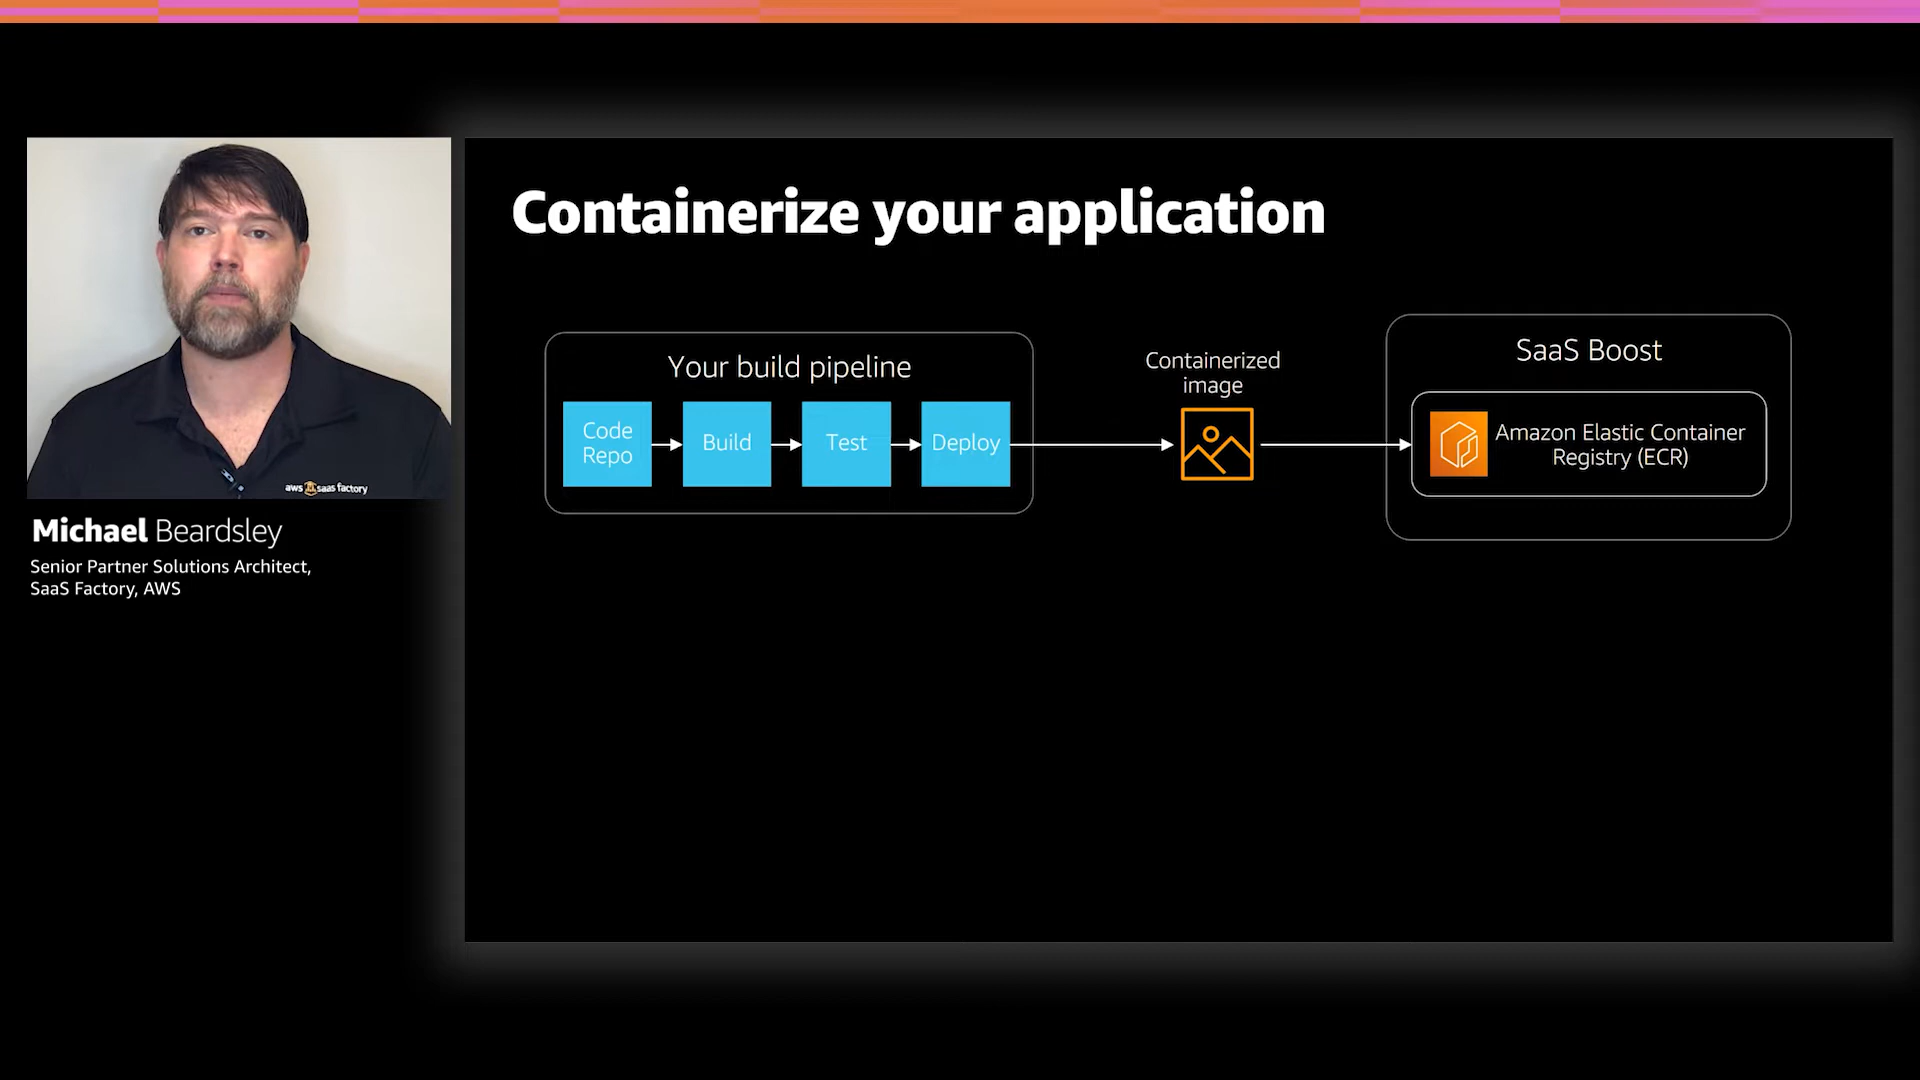 Containerize your application
Your build pipeline
Code
Repo
Build
Test
Deploy
Containerized
image
SaaS Boost
Amazon Elastic Container
Registry (ECR)
aws saas factory
Michael Beardsley
Senior Partner Solutions Architect,
SaaS Factory, AWS